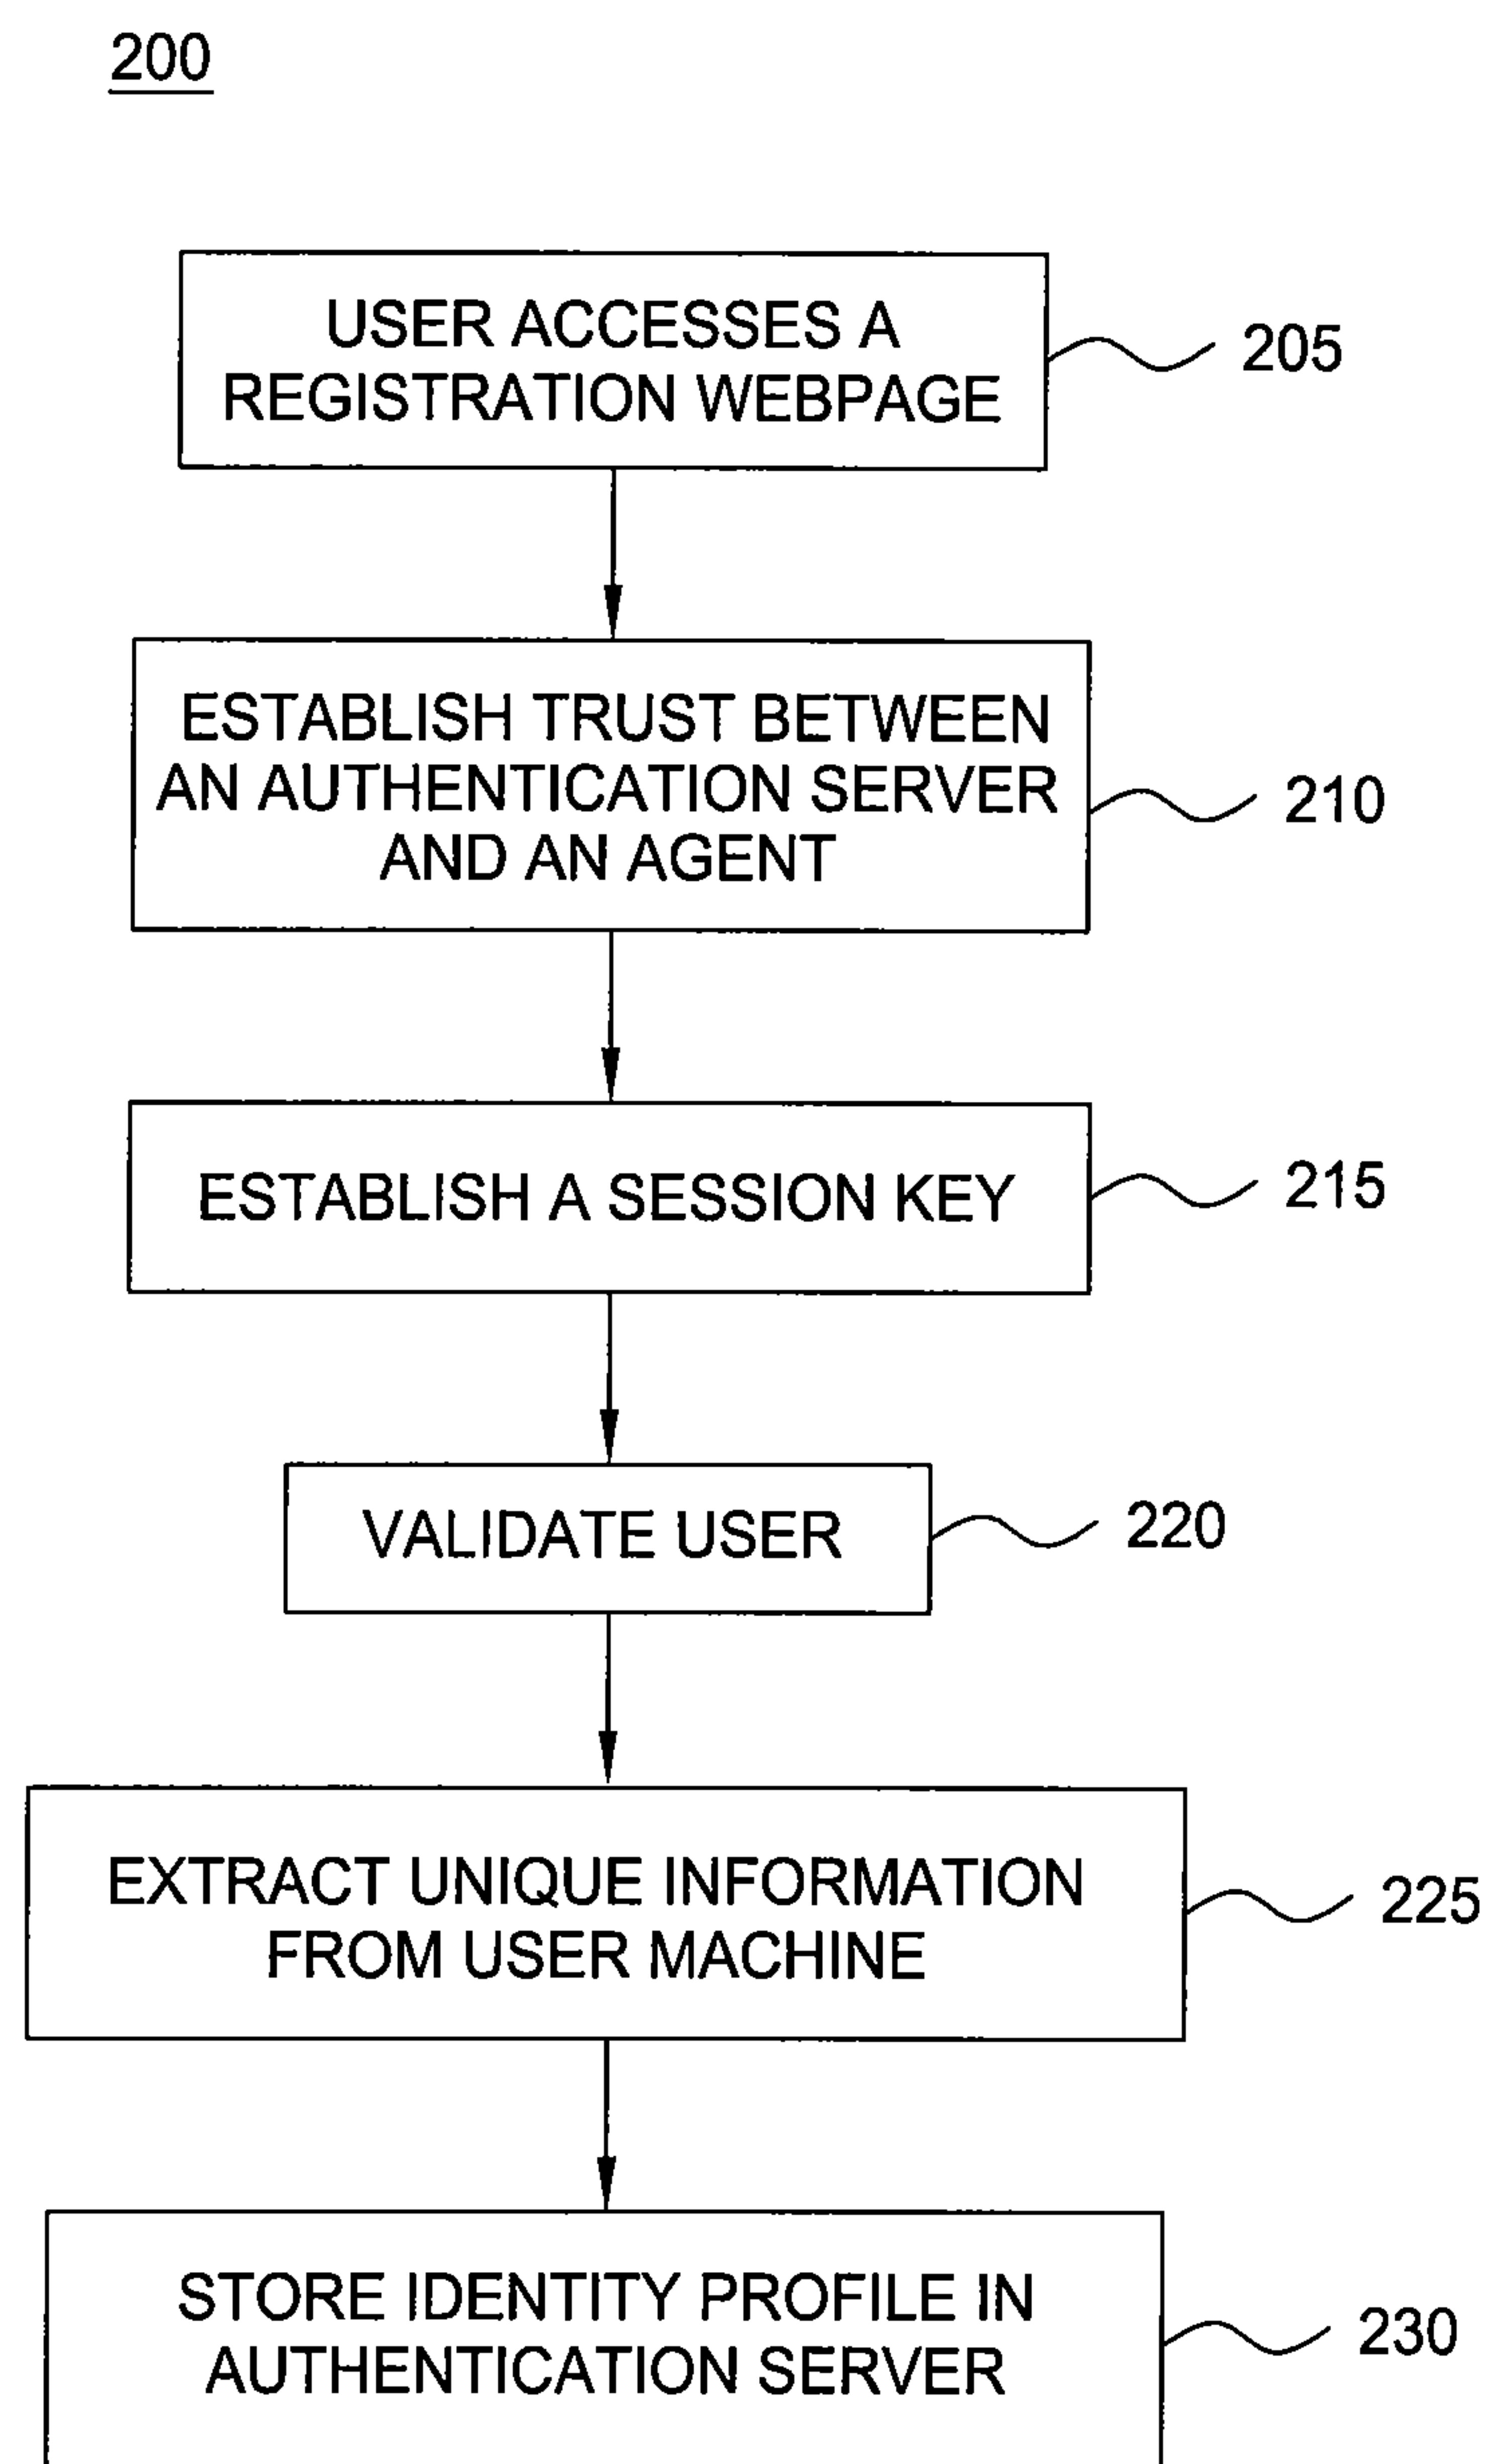 200
USER ACCESSES A
REGISTRATION WEBPAGE
205
ESTABLISH TRUST BETWEEN
AN AUTHENTICATION SERVER
AND AN AGENT
210
ESTABLISH A SESSION KEY
215
VALIDATE USER
220
EXTRACT UNIQUE INFORMATION
FROM USER MACHINE
225
STORE IDENTITY PROFILE IN
AUTHENTICATION SERVER
230